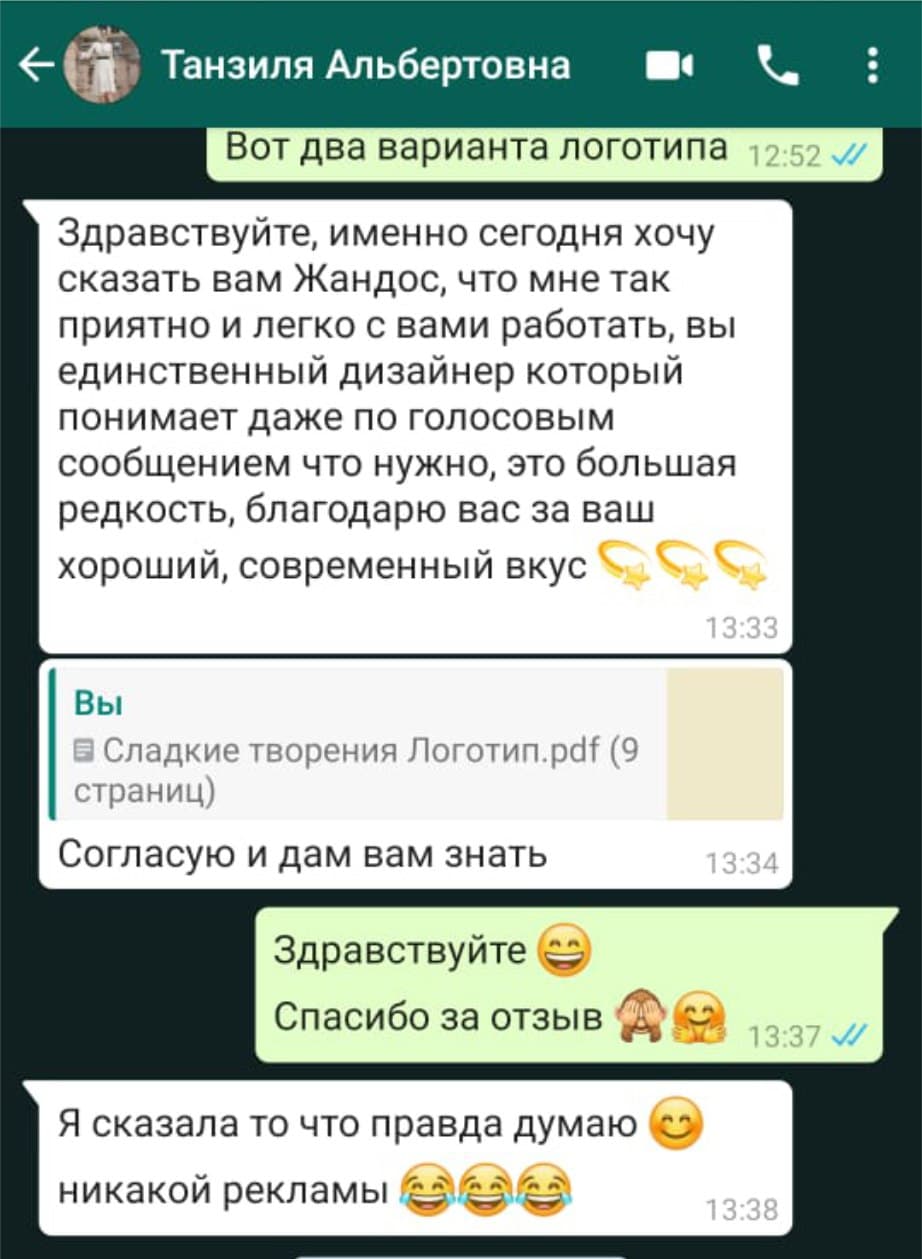 Танзиля Альбертовна
Вот два варианта логотипа 12:52
Здравствуйте, именно сегодня хочу
сказать вам Жандос, что мне так
приятно и легко с вами работать, вы
единственный дизайнер который
понимает даже по голосовым
сообщением что нужно, это большая
редкость, благодарю вас за ваш
хороший, современный вкус 💫💫💫
13:33
Вы
Сладкие творения Логотип.pdf (9
страниц)
Согласую и дам вам знать 13:34
Здравствуйте 😄
Спасибо за отзыв 🙈🤗 13:37
Я сказала то что правда думаю 😊
никакой рекламы 😂😂😂 13:38